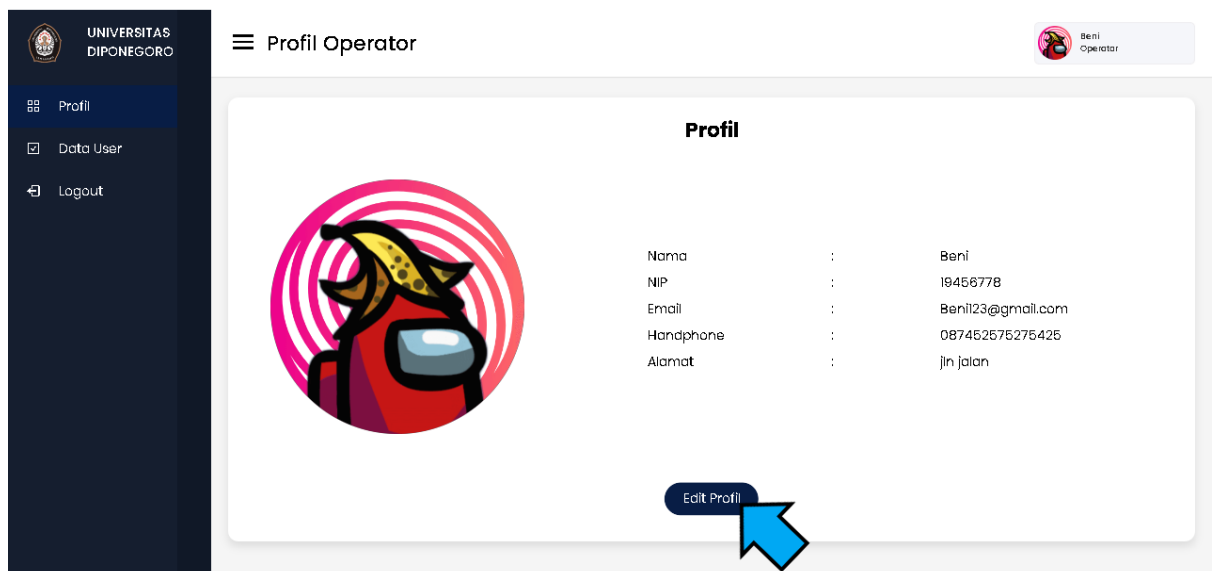 UNIVERSITAS
DIPONEGORO
Profil Operator
Beni
Operator
Profil
Data User
Logout
Profil
Nama : Beni
NIP : 19456778
Email : Beni123@gmail.com
Handphone : 087452575275425
Alamat : jln jalan
Edit Profil